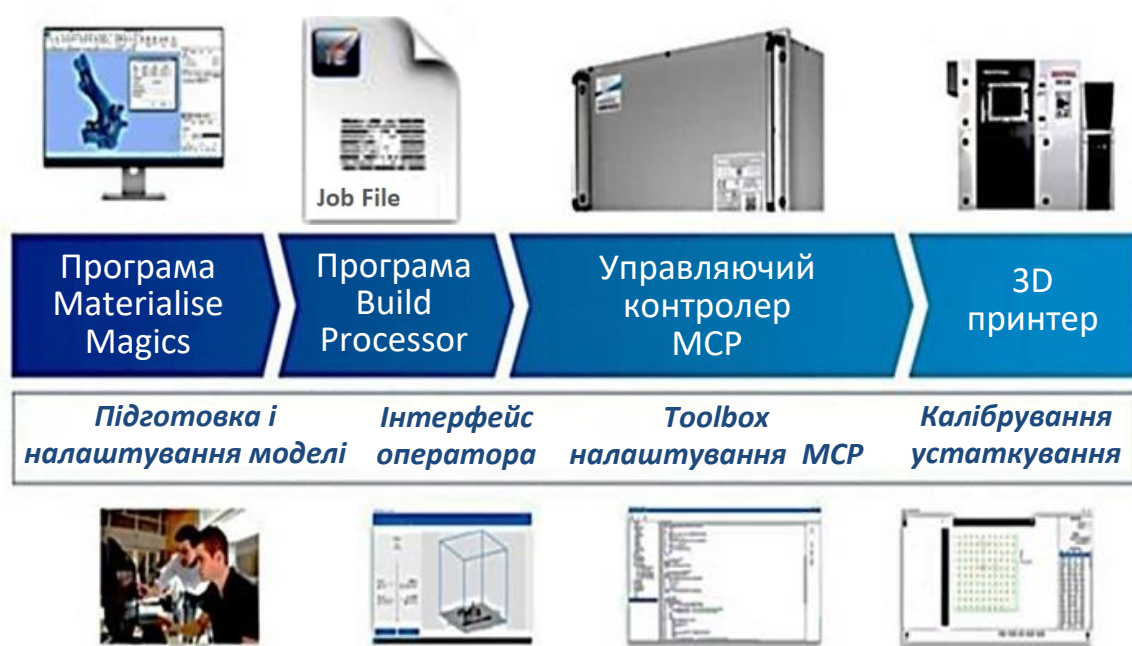 Job File
Програма
Materialise
Magics
Програма
Build
Processor
Управляючий
контролер
MCP
3D
принтер
Підготовка і
налаштування моделі
Інтерфейс
оператора
Toolbox
налаштування MCP
Калібрування
устаткування